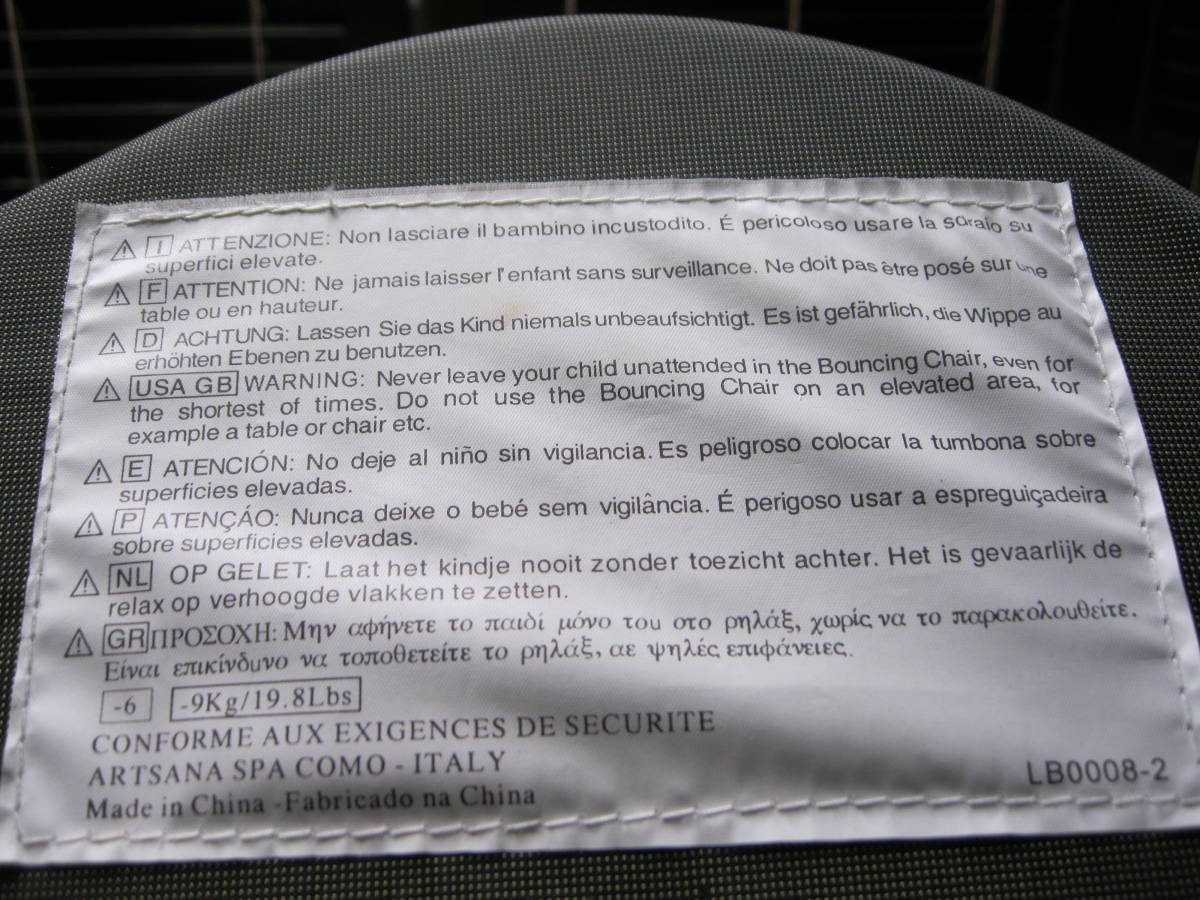 ⚠ I ATTENZIONE: Non lasciare il bambino incustodito. É pericoloso usare la sdraio su
superfici elevate.
⚠ F ATTENTION: Ne jamais laisser l'enfant sans surveillance. Ne doit pas être posé sur une
table ou en hauteur.
⚠ D ACHTUNG: Lassen Sie das Kind niemals unbeaufsichtigt. Es ist gefährlich, die Wippe au
erhöhten Ebenen zu benutzen.
⚠ USA GB WARNING: Never leave your child unattended in the Bouncing Chair, even for
the shortest of times. Do not use the Bouncing Chair on an elevated area, for
example a table or chair etc.
⚠ E ATENCIÓN: No deje al niño sin vigilancia. Es peligroso colocar la tumbona sobre
superficies elevadas.
⚠ P ATENÇÁO: Nunca deixe o bebé sem vigilância. É perigoso usar a espreguiçadeira
sobre superficies elevadas.
⚠ NL OP GELET: Laat het kindje nooit zonder toezicht achter. Het is gevaarlijk de
relax op verhoogde vlakken te zetten.
⚠ GR ΠΡΟΣΟΧΗ: Μην αφήνετε το παιδί μόνο του στο ρηλάξ, χωρίς να το παρακολουθείτε.
Είναι επικίνδυνο να τοποθετείτε το ρηλάξ, αε ψηλές επιφάνειες.
-6 -9Kg/19.8Lbs
CONFORME AUX EXIGENCES DE SECURITE
ARTSANA SPA COMO - ITALY
Made in China -Fabricado na China
LB0008-2